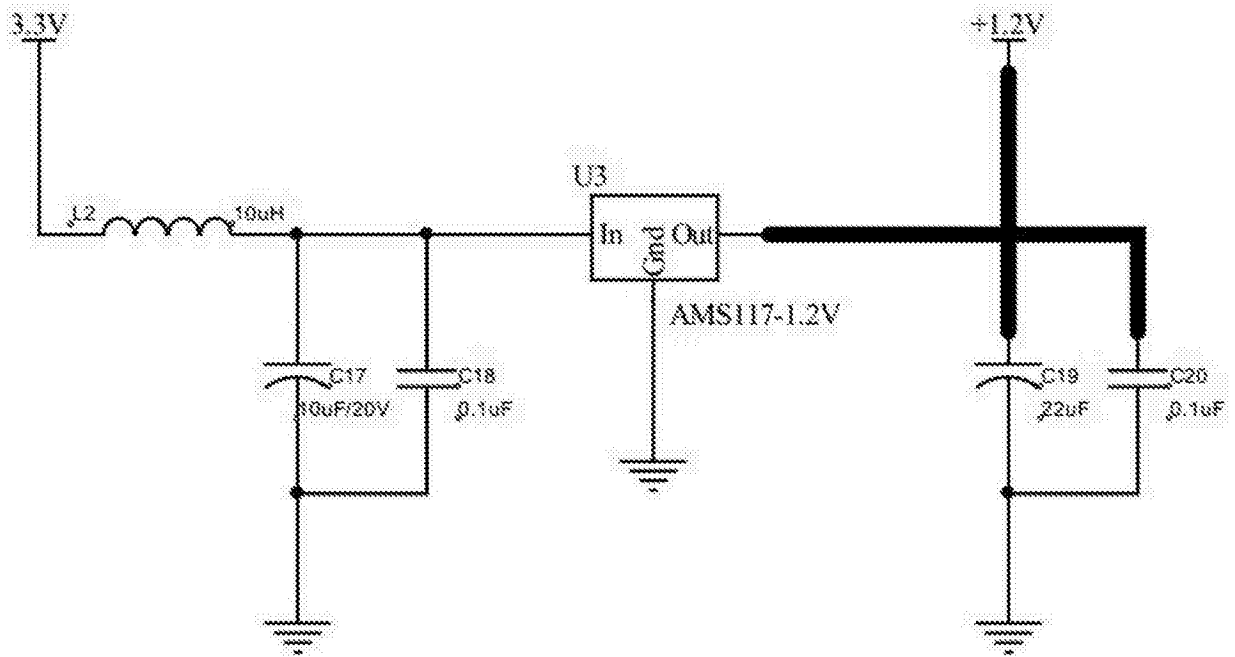 3.3V
+1.2V
U3
L2
10uH
In
Gnd
Out
AMS117-1.2V
C17
10uF/20V
C18
0.1uF
C19
22uF
C20
0.1uF